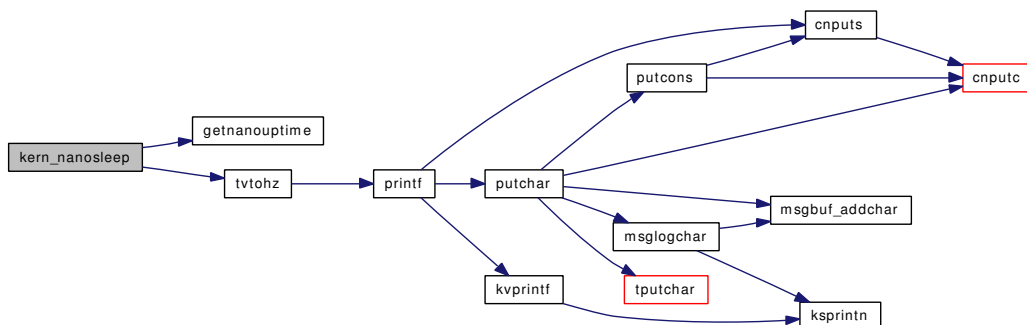 cnputs
putcons
cnputc
getnanouptime
kern_nanosleep
tvtohz
printf
putchar
msgbuf_addchar
msglogchar
kvprintf
tputchar
ksprintn